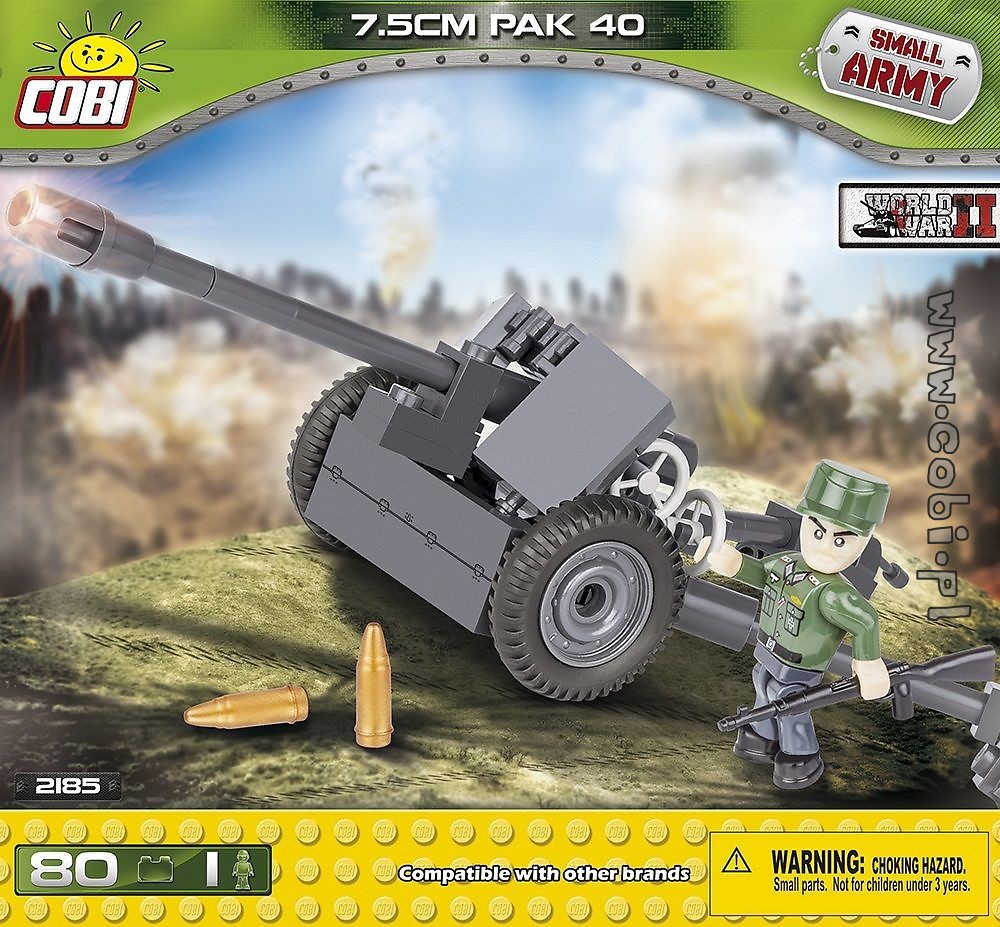 7.5CM PAK 40
COBI
SMALL
ARMY
WORLD
WAR II
www.cobi.pl
2185
80 1
Compatible with other brands
WARNING: CHOKING HAZARD.
Small parts. Not for children under 3 years.